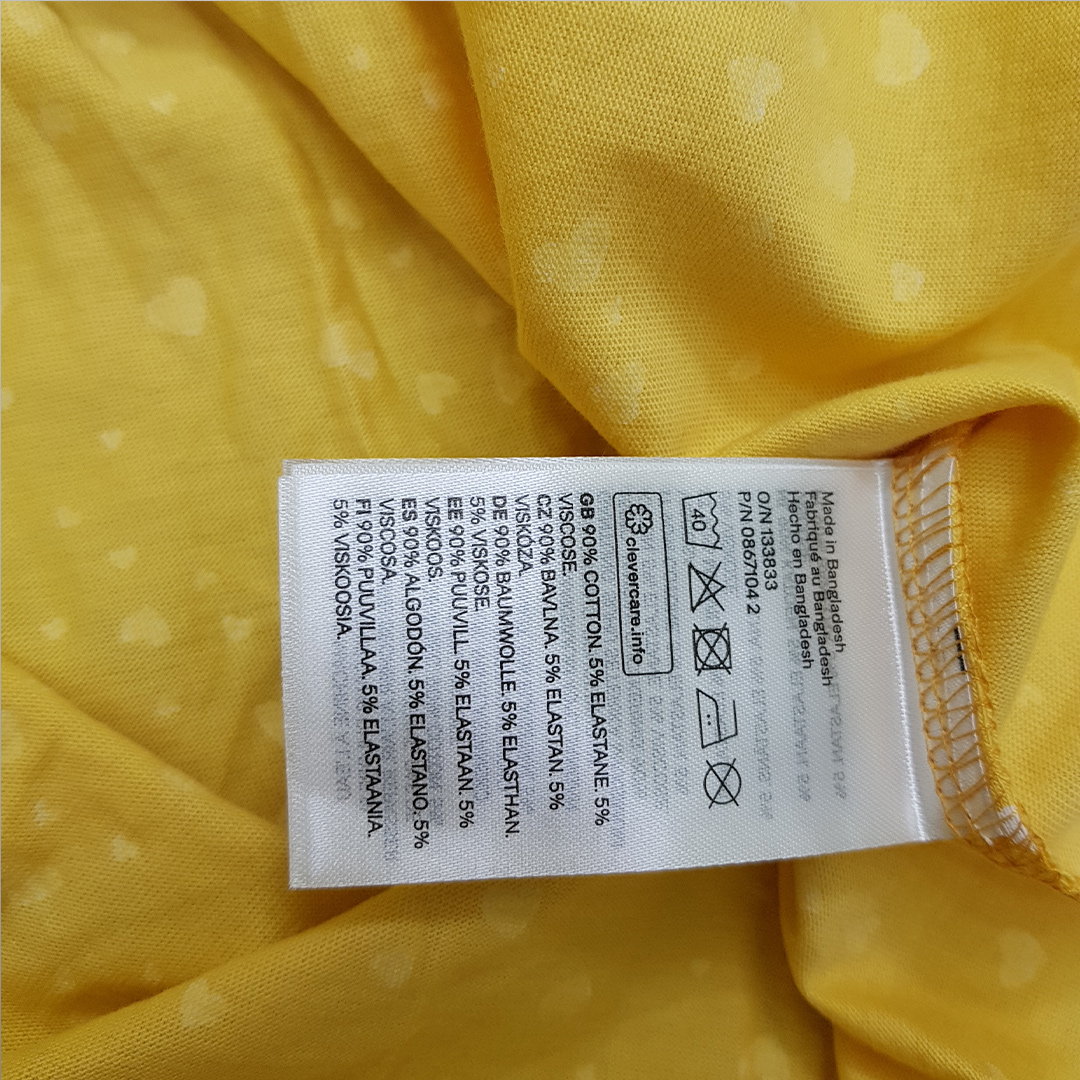 Made in Bangladesh
Fabriqué au Bangladesh
Hecho en Bangladesh
O/N 133833
P/N 0867104 2
40
clevercare.info
GB 90% COTTON. 5% ELASTANE. 5%
VISCOSE.
CZ 90% BAVLNA. 5% ELASTAN. 5%
VISKÓZA.
DE 90% BAUMWOLLE. 5% ELASTHAN.
5% VISKOSE.
EE 90% PUUVILL. 5% ELASTAAN. 5%
VISKOOS.
ES 90% ALGODÓN. 5% ELASTANO. 5%
VISCOSA.
FI 90% PUUVILLAA. 5% ELASTAANIA.
5% VISKOOSIA.